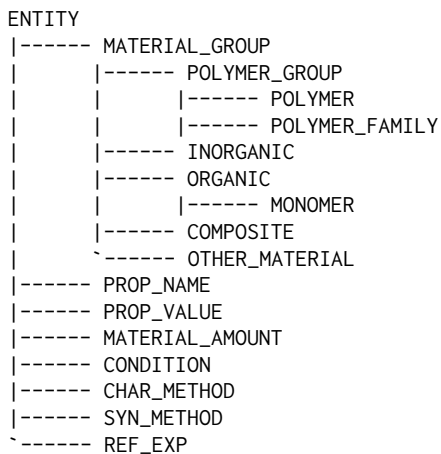 ENTITY
|------ MATERIAL_GROUP
|       |------ POLYMER_GROUP
|       |       |------ POLYMER
|       |       |------ POLYMER_FAMILY
|       |------ INORGANIC
|       |------ ORGANIC
|       |       |------ MONOMER
|       |------ COMPOSITE
|       `------ OTHER_MATERIAL
|------ PROP_NAME
|------ PROP_VALUE
|------ MATERIAL_AMOUNT
|------ CONDITION
|------ CHAR_METHOD
|------ SYN_METHOD
`------ REF_EXP